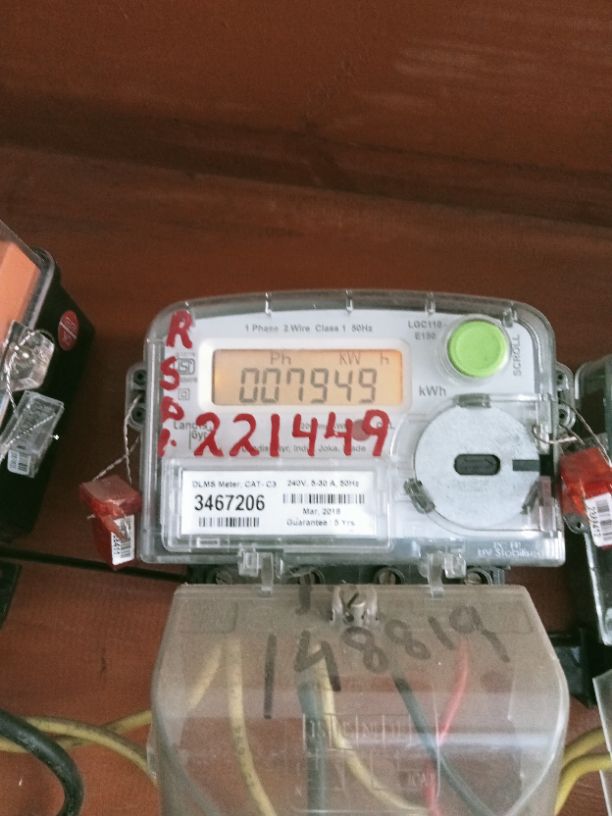 1 Phase 2 Wire Class 1 50Hz
LGC110-
E150
SCROLL
Ph kW h
007949
kWh
221449
DLMS Meter, CAT-C3
3467206
240V, 5-30 A, 50Hz
Mar, 2018
Guarantee : 5 Yrs
148819